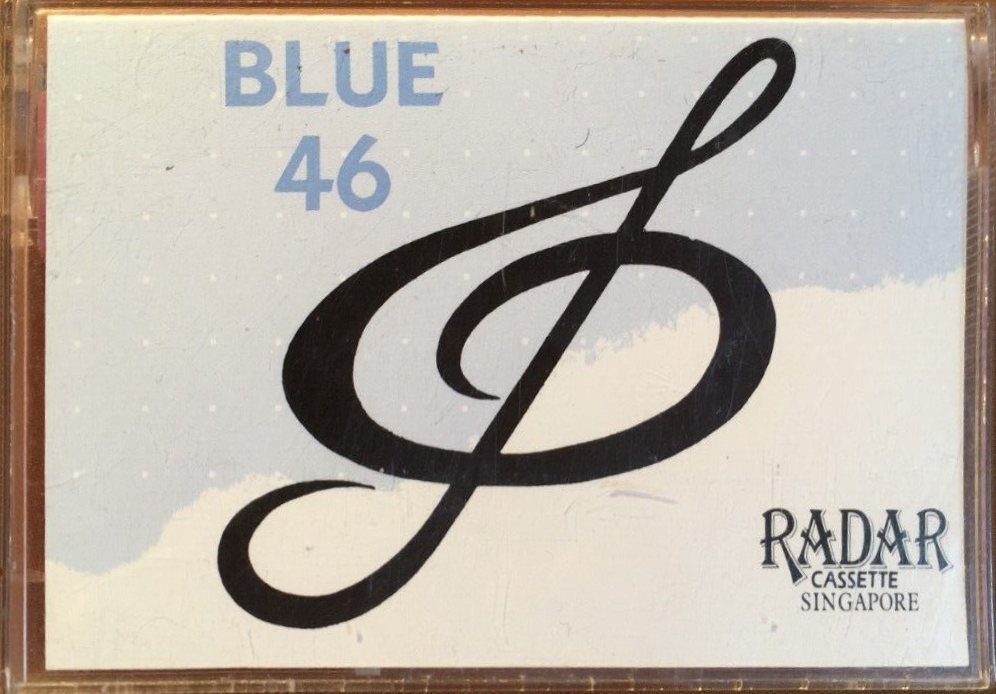 BLUE
46
RADAR
CASSETTE
SINGAPORE